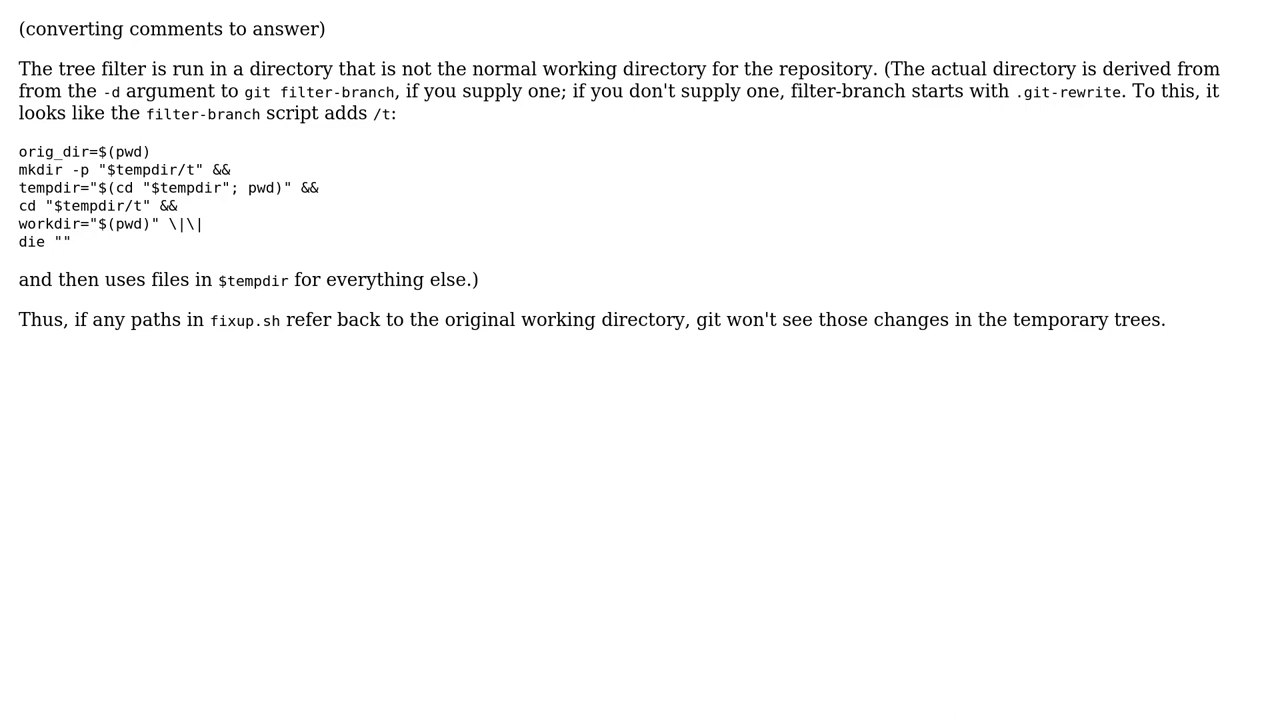 (converting comments to answer)
The tree filter is run in a directory that is not the normal working directory for the repository. (The actual directory is derived from
from the -d argument to git filter-branch, if you supply one; if you don't supply one, filter-branch starts with .git-rewrite. To this, it
looks like the filter-branch script adds /t:
orig_dir=$(pwd)
mkdir -p "$tempdir/t" &&
tempdir="$(cd "$tempdir"; pwd)" &&
cd "$tempdir/t" &&
workdir="$(pwd)" \|\|
die ""
and then uses files in $tempdir for everything else.)
Thus, if any paths in fixup.sh refer back to the original working directory, git won't see those changes in the temporary trees.